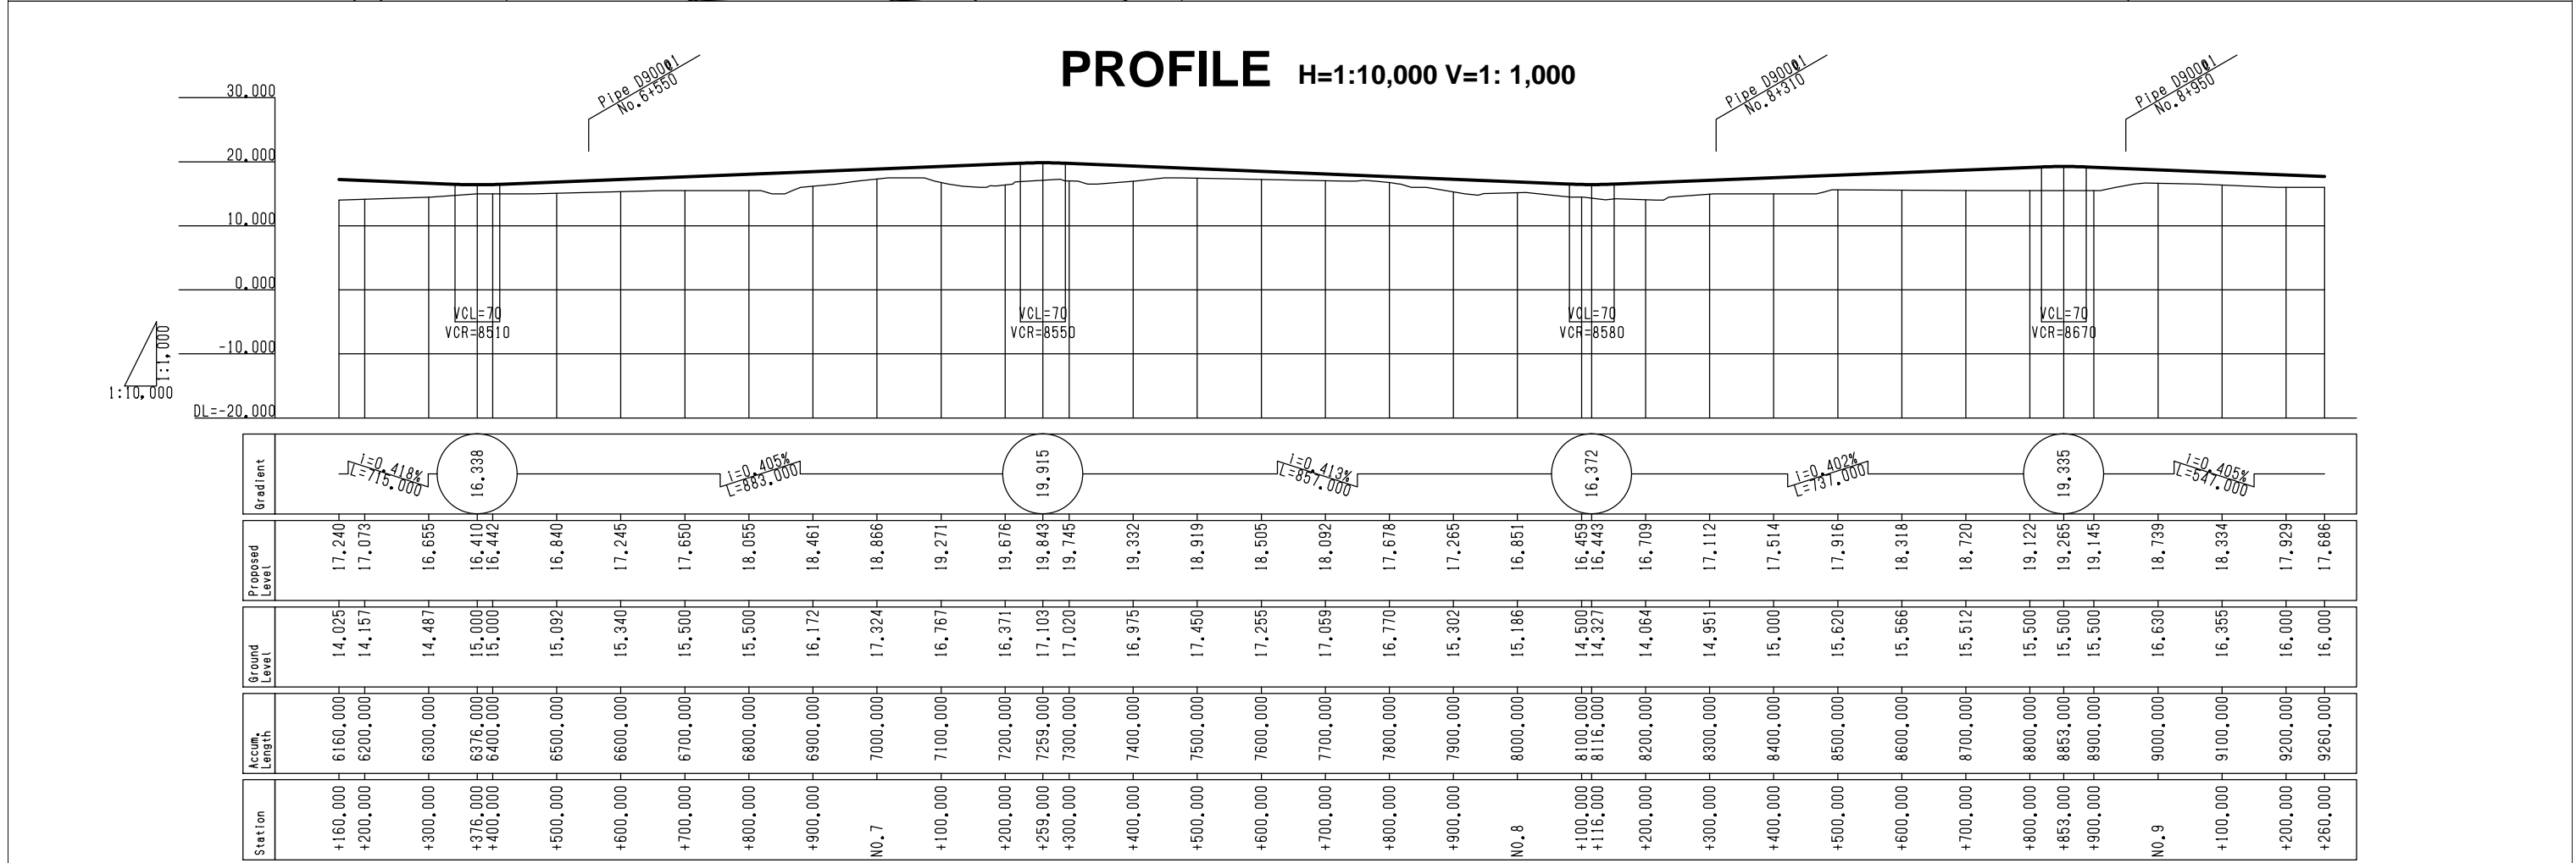 PROFILE H=1:10,000 V=1: 1,000
Pipe D900
No.6+550
Pipe D900
No.8+310
Pipe D900
No.8+950
30.000
20.000
10.000
0.000
-10.000
DL=-20.000
1:1,000
1:10,000
VCL=70
VCR=8510
VCL=70
VCR=8550
VCL=70
VCR=8580
VCL=70
VCR=8670
Gradient
i=0.418%
L=715.000
16.338
i=0.405%
L=883.000
19.915
i=0.413%
L=857.000
16.372
i=0.402%
L=737.000
19.335
i=0.405%
L=547.000
Proposed
Level
17.240 17.073 16.655 16.410 16.442 16.840 17.245 17.650 18.055 18.461 18.866 19.271 19.676 19.843 19.745 19.332 18.919 18.505 18.092 17.678 17.265 16.851 16.459 16.443 16.709 17.112 17.514 17.916 18.318 18.720 19.122 19.265 19.145 18.739 18.334 17.929 17.686
Ground
Level
14.025 14.157 14.487 15.000 15.000 15.092 15.340 15.500 15.500 16.172 17.324 16.767 16.371 17.103 17.020 16.975 17.450 17.255 17.059 16.770 15.302 15.186 14.500 14.327 14.064 14.951 15.000 15.620 15.566 15.512 15.500 15.500 15.500 16.630 16.355 16.000 16.000
Accum.
Length
6160.000 6200.000 6300.000 6376.000 6400.000 6500.000 6600.000 6700.000 6800.000 6900.000 7000.000 7100.000 7200.000 7259.000 7300.000 7400.000 7500.000 7600.000 7700.000 7800.000 7900.000 8000.000 8100.000 8116.000 8200.000 8300.000 8400.000 8500.000 8600.000 8700.000 8800.000 8853.000 8900.000 9000.000 9100.000 9200.000 9260.000
Station
+160.000 +200.000 +300.000 +376.000 +400.000 +500.000 +600.000 +700.000 +800.000 +900.000 NO.7 +100.000 +200.000 +259.000 +300.000 +400.000 +500.000 +600.000 +700.000 +800.000 +900.000 NO.8 +100.000 +116.000 +200.000 +300.000 +400.000 +500.000 +600.000 +700.000 +800.000 +853.000 +900.000 NO.9 +100.000 +200.000 +260.000